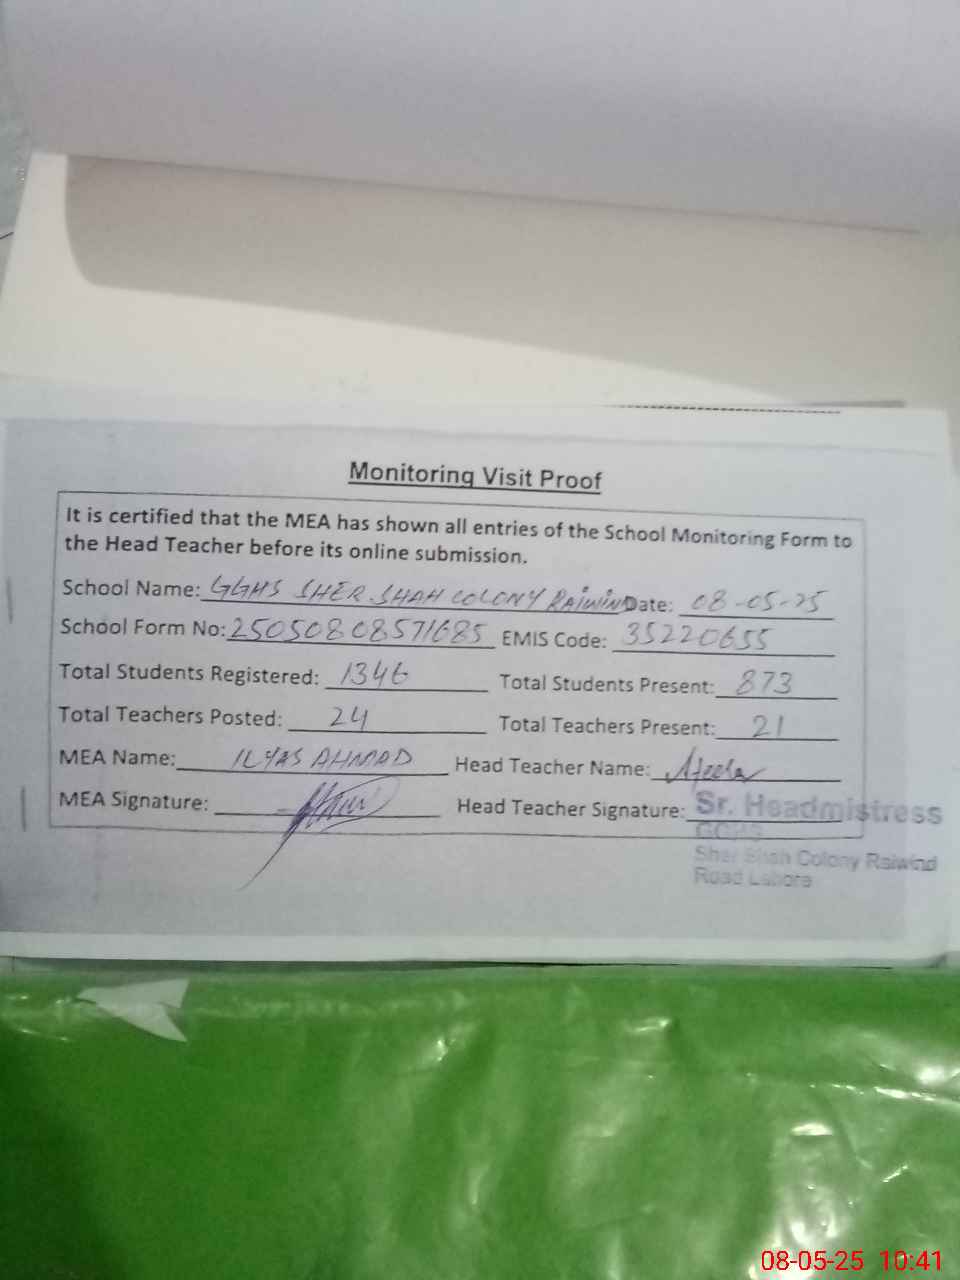 Monitoring Visit Proof
It is certified that the MEA has shown all entries of the School Monitoring Form to
the Head Teacher before its online submission.
School Name: GGHS SHER SHAH COLONY RAIWIND Date: 08-05-25
School Form No: 25050808571685 EMIS Code: 35220655
Total Students Registered: 1346 Total Students Present: 873
Total Teachers Posted: 24 Total Teachers Present: 21
MEA Name: ILYAS AHMAD Head Teacher Name:
MEA Signature: Head Teacher Signature: Sr. Headmistress
Sher Shah Colony Raiwind
Road Lahore
08-05-25 10:41